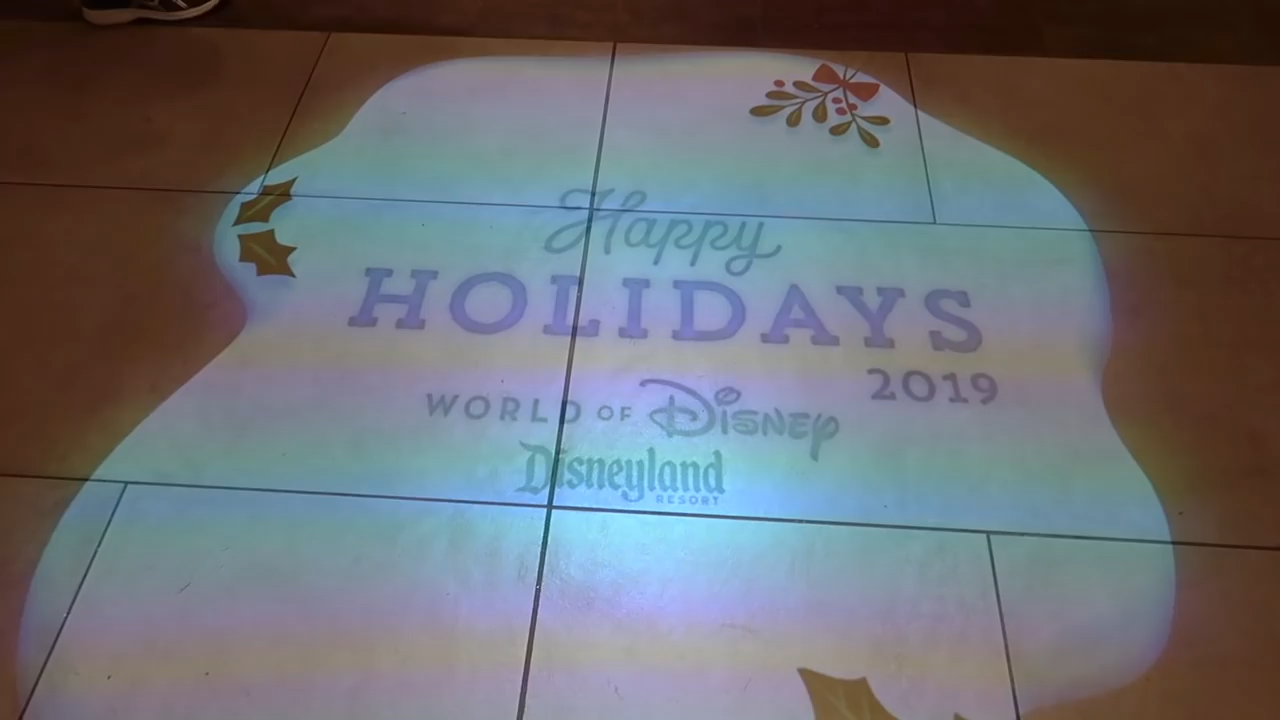 Happy
HOLIDAYS
2019
WORLD OF Disney
Disneyland
RESORT